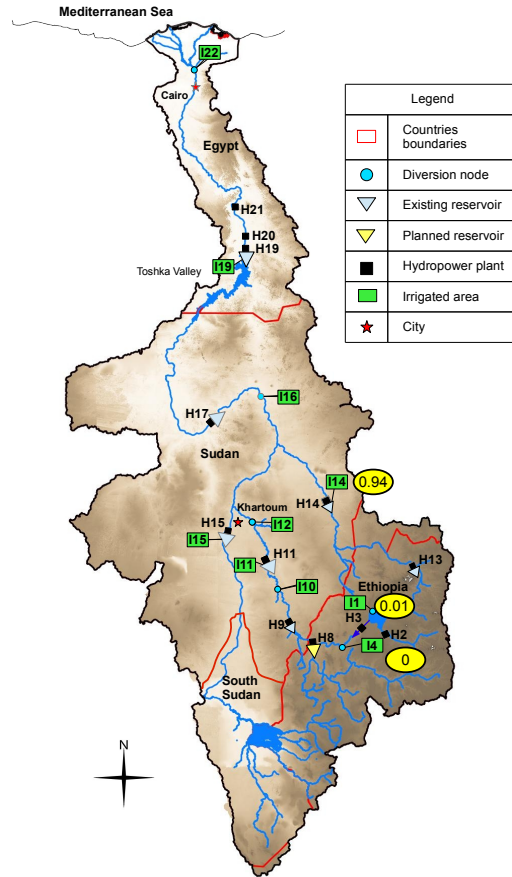 Mediterranean Sea
I22
Cairo
Egypt
H21
H20
H19
I19
Toshka Valley
I16
H17
Sudan
I14
0.94
H14
Khartoum
H15
I12
I15
H11
I11
H13
I10
Ethiopia
I1
0.01
H9
H3
H8
H2
I4
0
South
Sudan
N
Legend
Countries
boundaries
Diversion node
Existing reservoir
Planned reservoir
Hydropower plant
Irrigated area
City